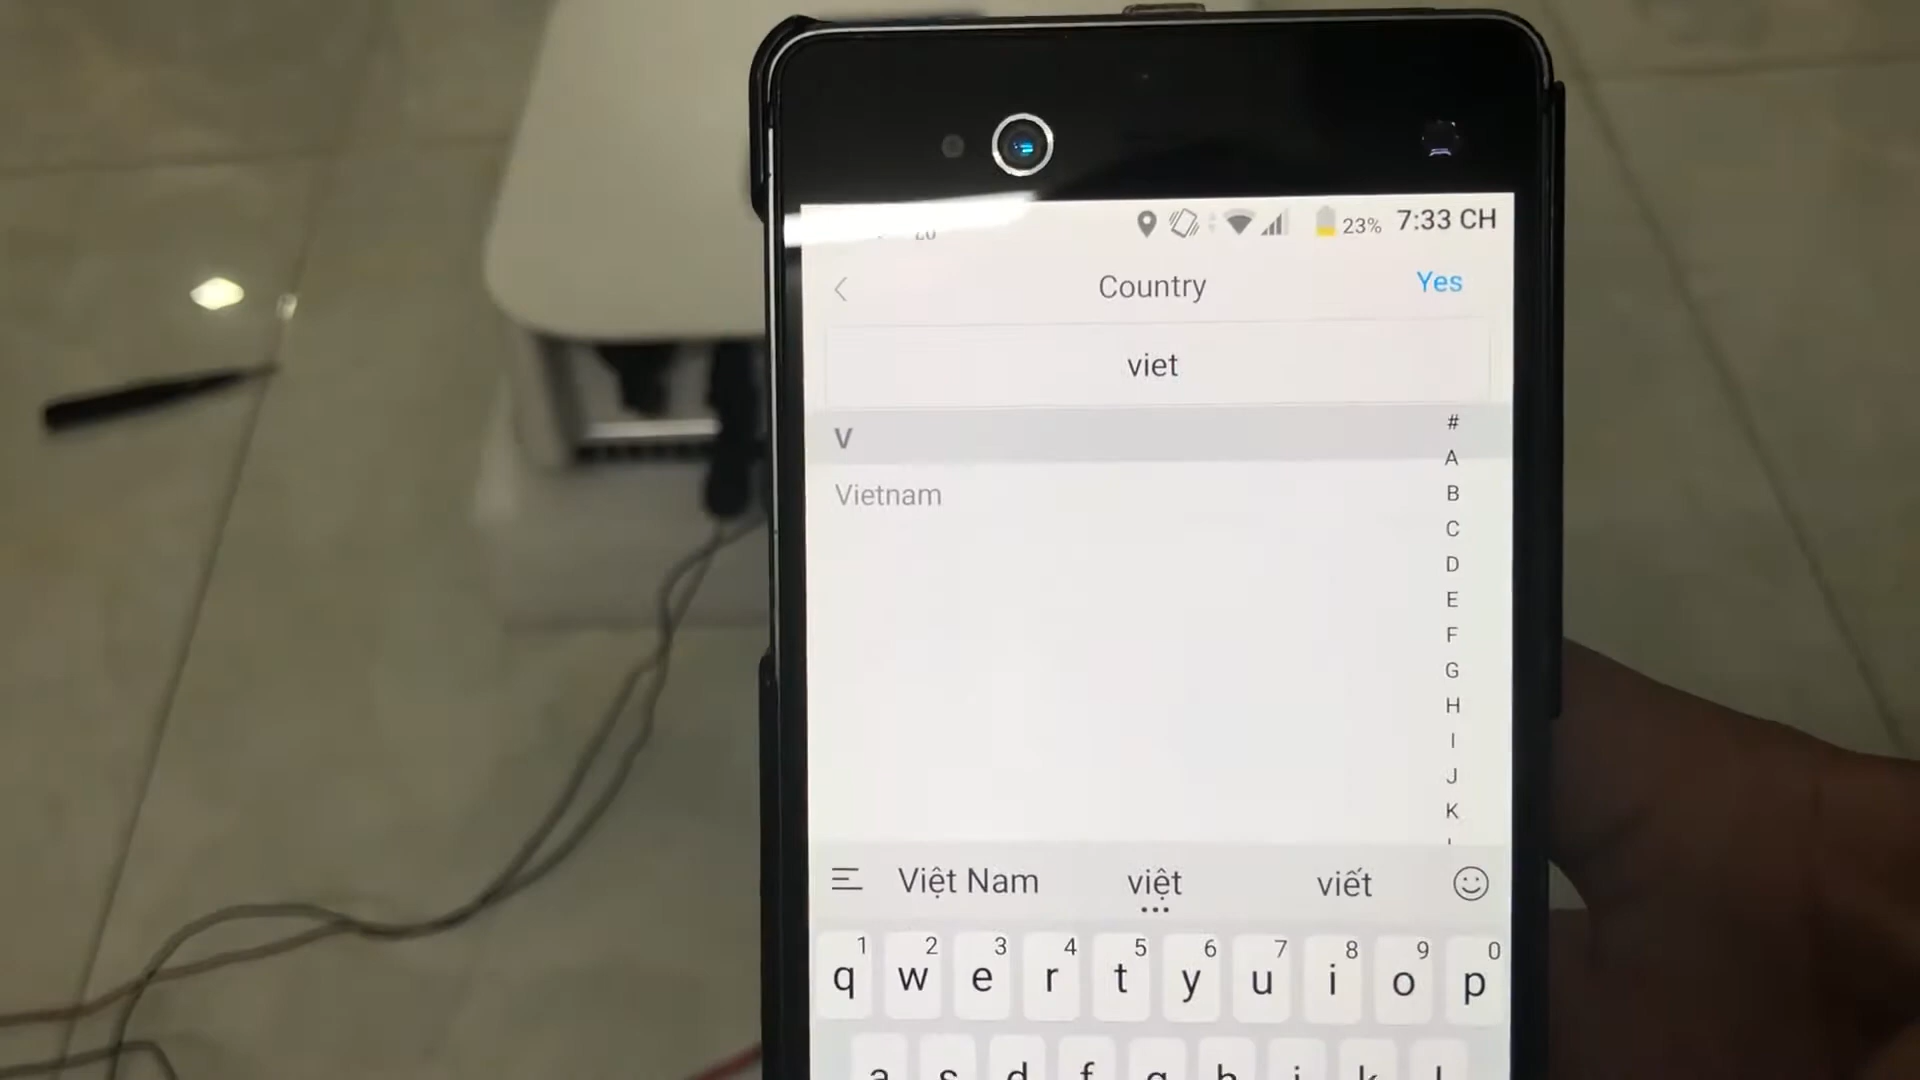 23% 7:33 CH
Country Yes
viet
V
Vietnam
#
A
B
C
D
E
F
G
H
I
J
K
Việt Nam việt viết
1 2 3 4 5 6 7 8 9 0
q w e r t y u i o p
a s d f g h j k l